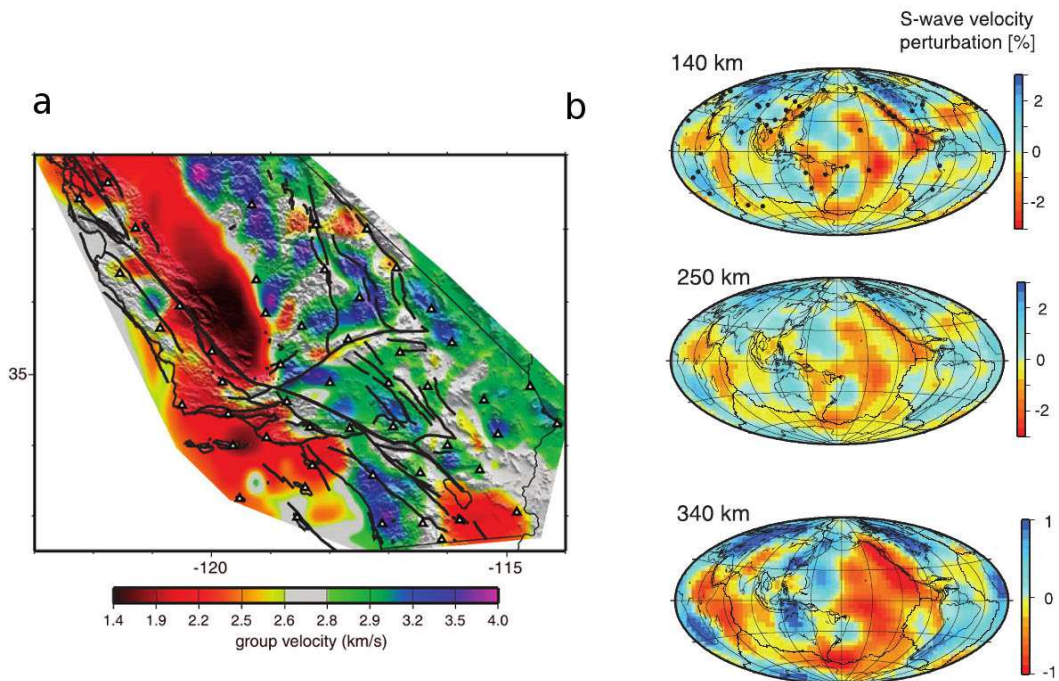 a
35
-120
-115
1.4 1.9 2.2 2.5 2.6 2.8 2.9 3.2 3.5 4.0
group velocity (km/s)
b
S-wave velocity
perturbation [%]
140 km
2
0
-2
250 km
2
0
-2
340 km
1
0
-1